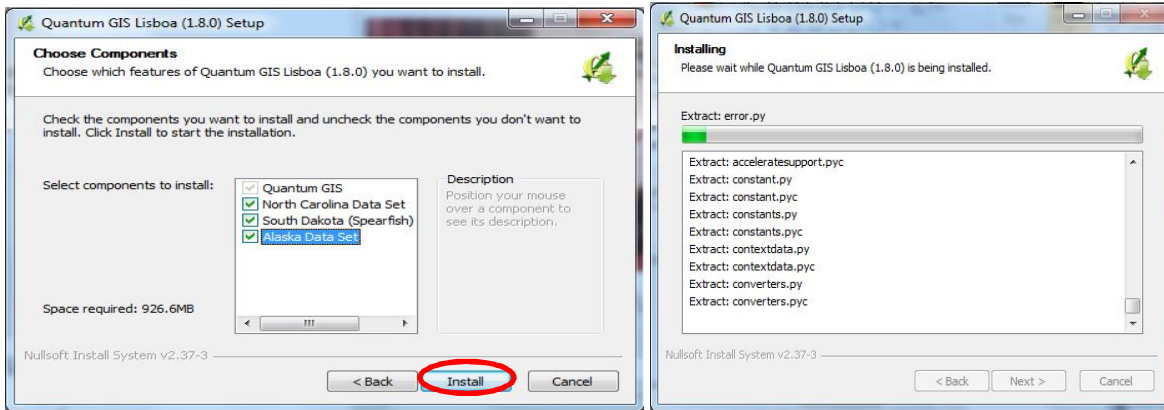 Quantum GIS Lisboa (1.8.0) Setup
Choose Components
Choose which features of Quantum GIS Lisboa (1.8.0) you want to install.
Check the components you want to install and uncheck the components you don't want to
install. Click Install to start the installation.
Select components to install:
Quantum GIS
North Carolina Data Set
South Dakota (Spearfish)
Alaska Data Set
Description
Position your mouse
over a component to
see its description.
Space required: 926.6MB
Nullsoft Install System v2.37-3
< Back
Install
Cancel
Quantum GIS Lisboa (1.8.0) Setup
Installing
Please wait while Quantum GIS Lisboa (1.8.0) is being installed.
Extract: error.py
Extract: acceleratesupport.pyc
Extract: constant.py
Extract: constant.pyc
Extract: constants.py
Extract: constants.pyc
Extract: contextdata.py
Extract: contextdata.pyc
Extract: converters.py
Extract: converters.pyc
Nullsoft Install System v2.37-3
< Back
Next >
Cancel